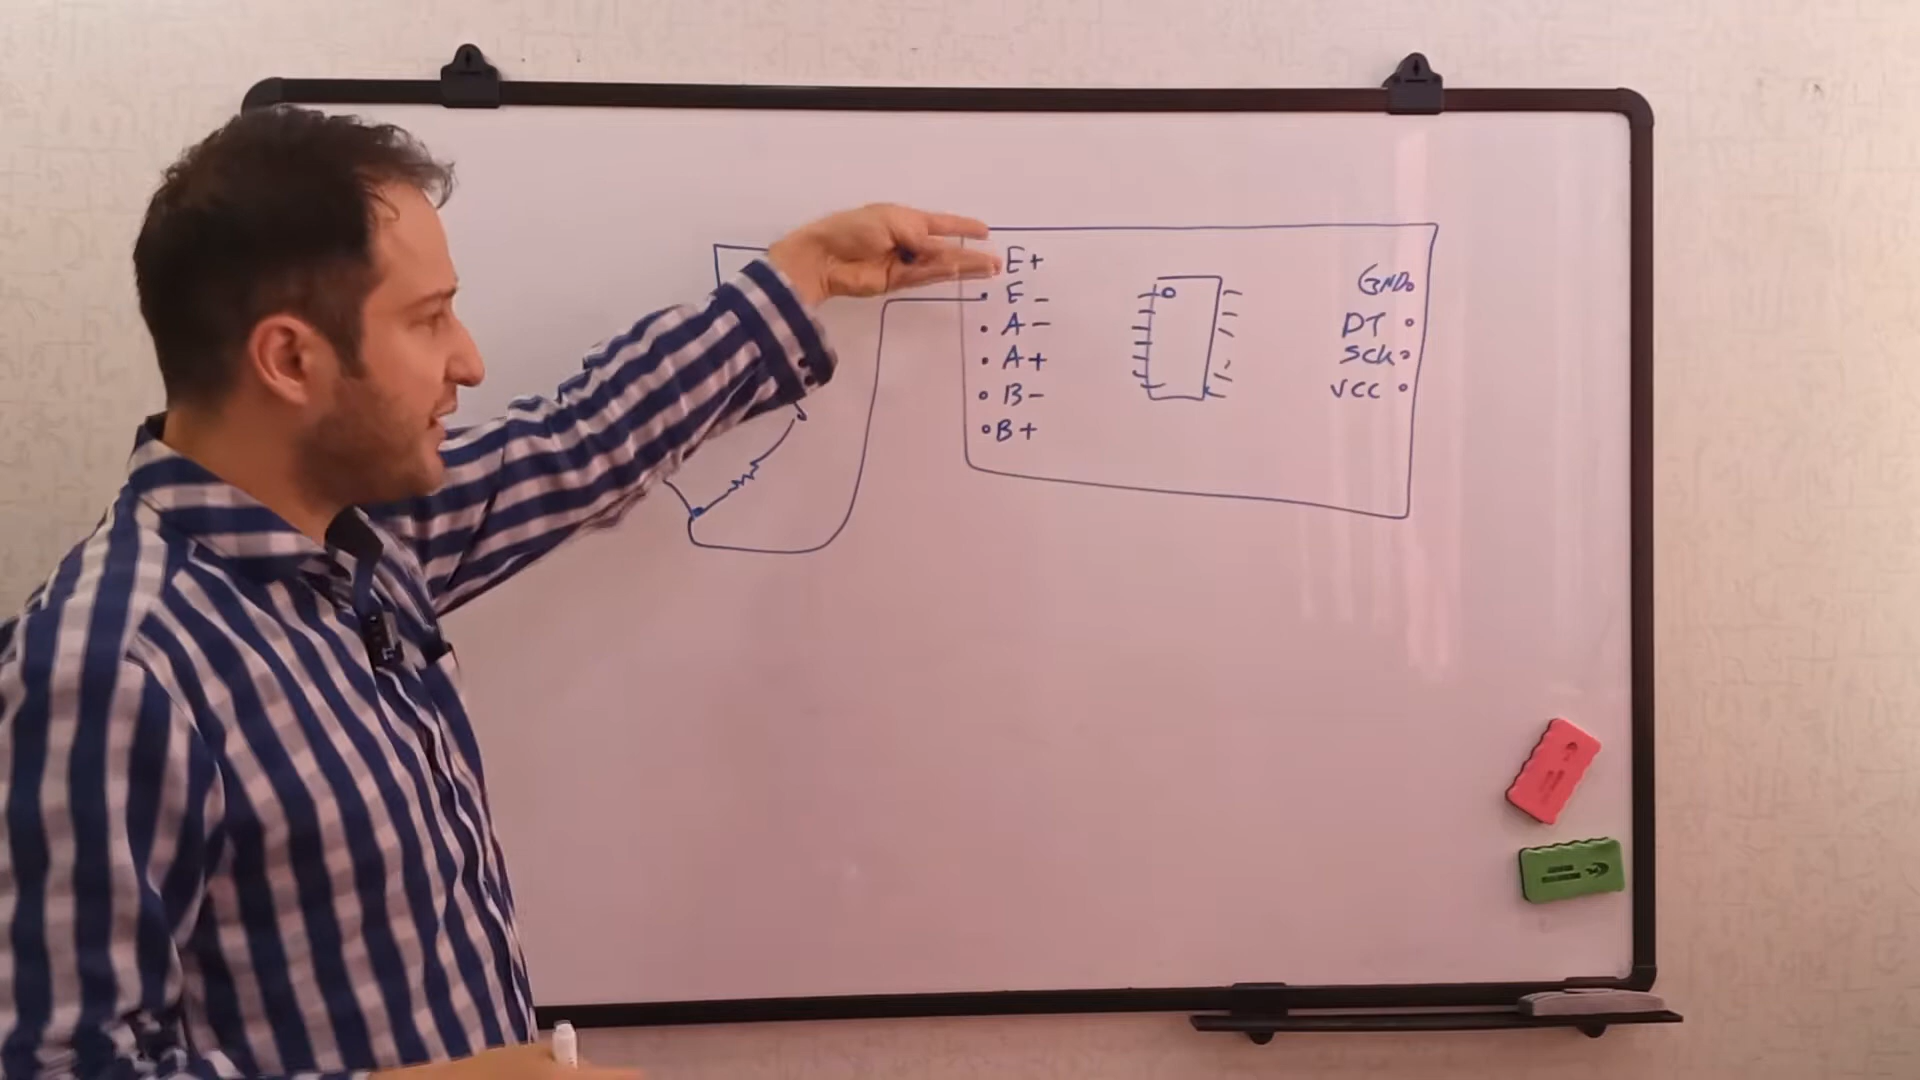 E+
E-
A-
A+
B-
B+
GND
DT
SCK
VCC